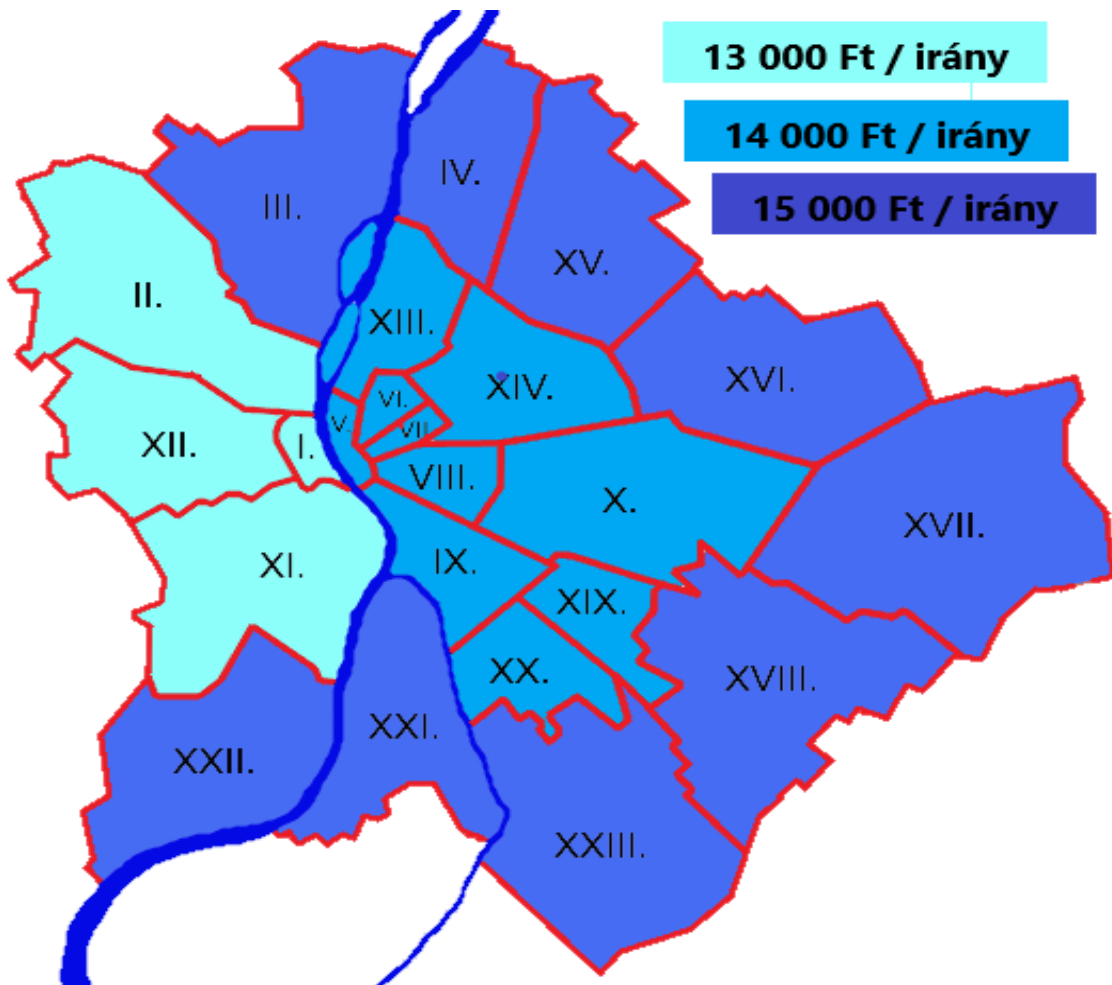 13 000 Ft / irány
14 000 Ft / irány
15 000 Ft / irány
IV.
III.
XV.
II.
XIII.
XVI.
XIV.
VI.
V.
VII.
XII.
I.
VIII.
X.
XVII.
IX.
XI.
XIX.
XX.
XVIII.
XXI.
XXII.
XXIII.